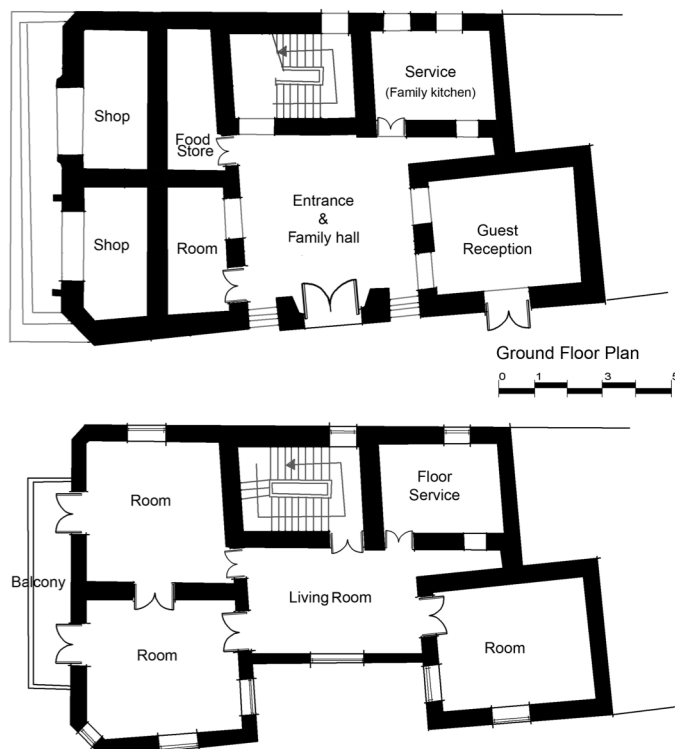 Service
(Family kitchen)
Shop
Food
Store
Entrance
&
Family hall
Guest
Reception
Shop
Room
Ground Floor Plan
0 1 3 5
Room
Floor
Service
Balcony
Living Room
Room
Room